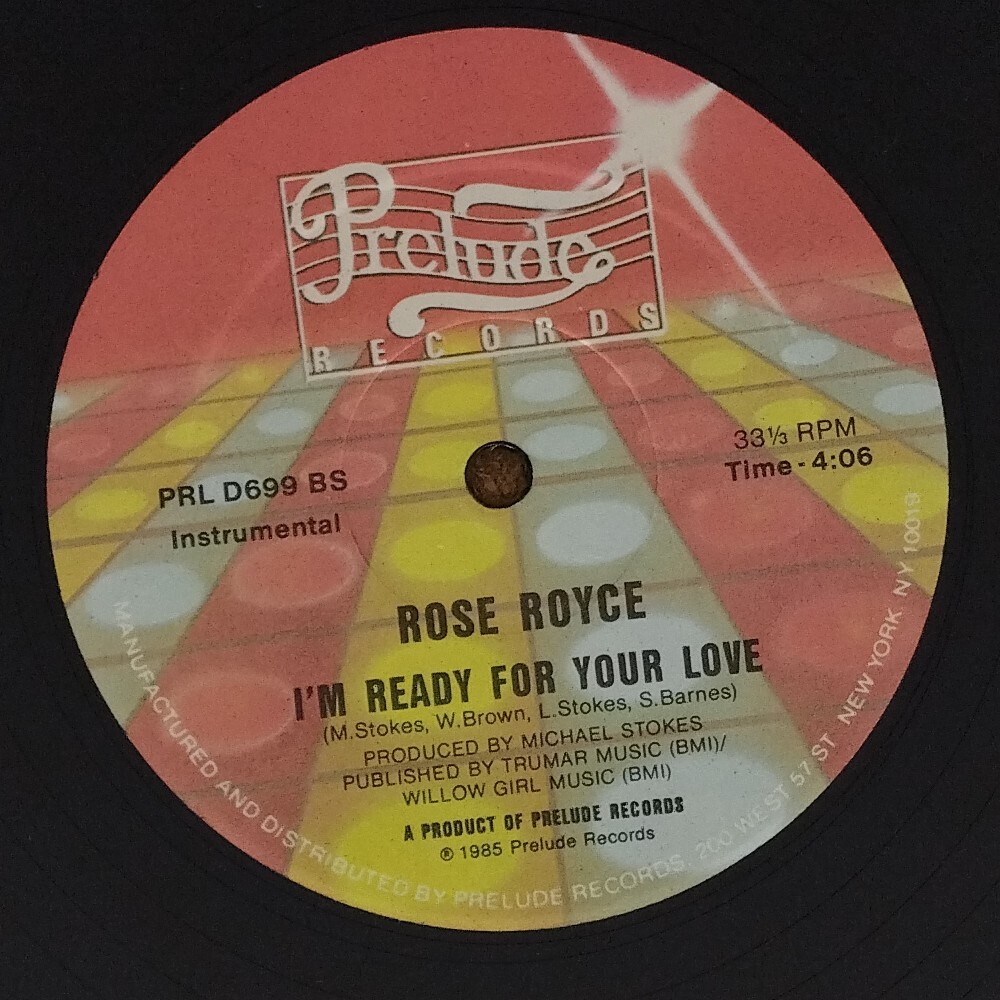 Prelude
RECORDS
33⅓ RPM
Time - 4:06
PRL D699 BS
Instrumental
ROSE ROYCE
I'M READY FOR YOUR LOVE
(M.Stokes, W.Brown, L.Stokes, S.Barnes)
PRODUCED BY MICHAEL STOKES
PUBLISHED BY TRUMAR MUSIC (BMI)/
WILLOW GIRL MUSIC (BMI)
A PRODUCT OF PRELUDE RECORDS
℗ 1985 Prelude Records
MANUFACTURED AND DISTRIBUTED BY PRELUDE RECORDS, 200 WEST 57 ST NEW YORK NY 10019